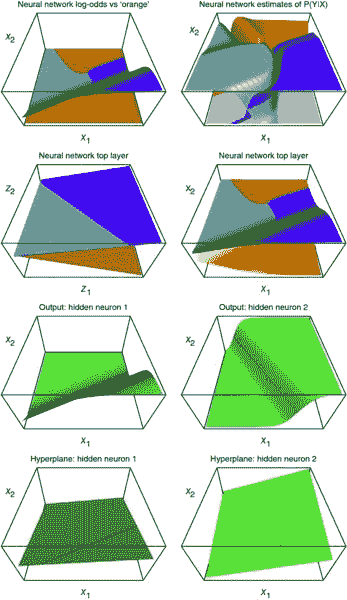 Neural network log-odds vs 'orange'
Neural network estimates of P(Y|X)
x2
x1
x2
x1
Neural network top layer
Neural network top layer
z2
z1
x2
x1
Output: hidden neuron 1
Output: hidden neuron 2
x2
x1
x2
x1
Hyperplane: hidden neuron 1
Hyperplane: hidden neuron 2
x2
x1
x2
x1